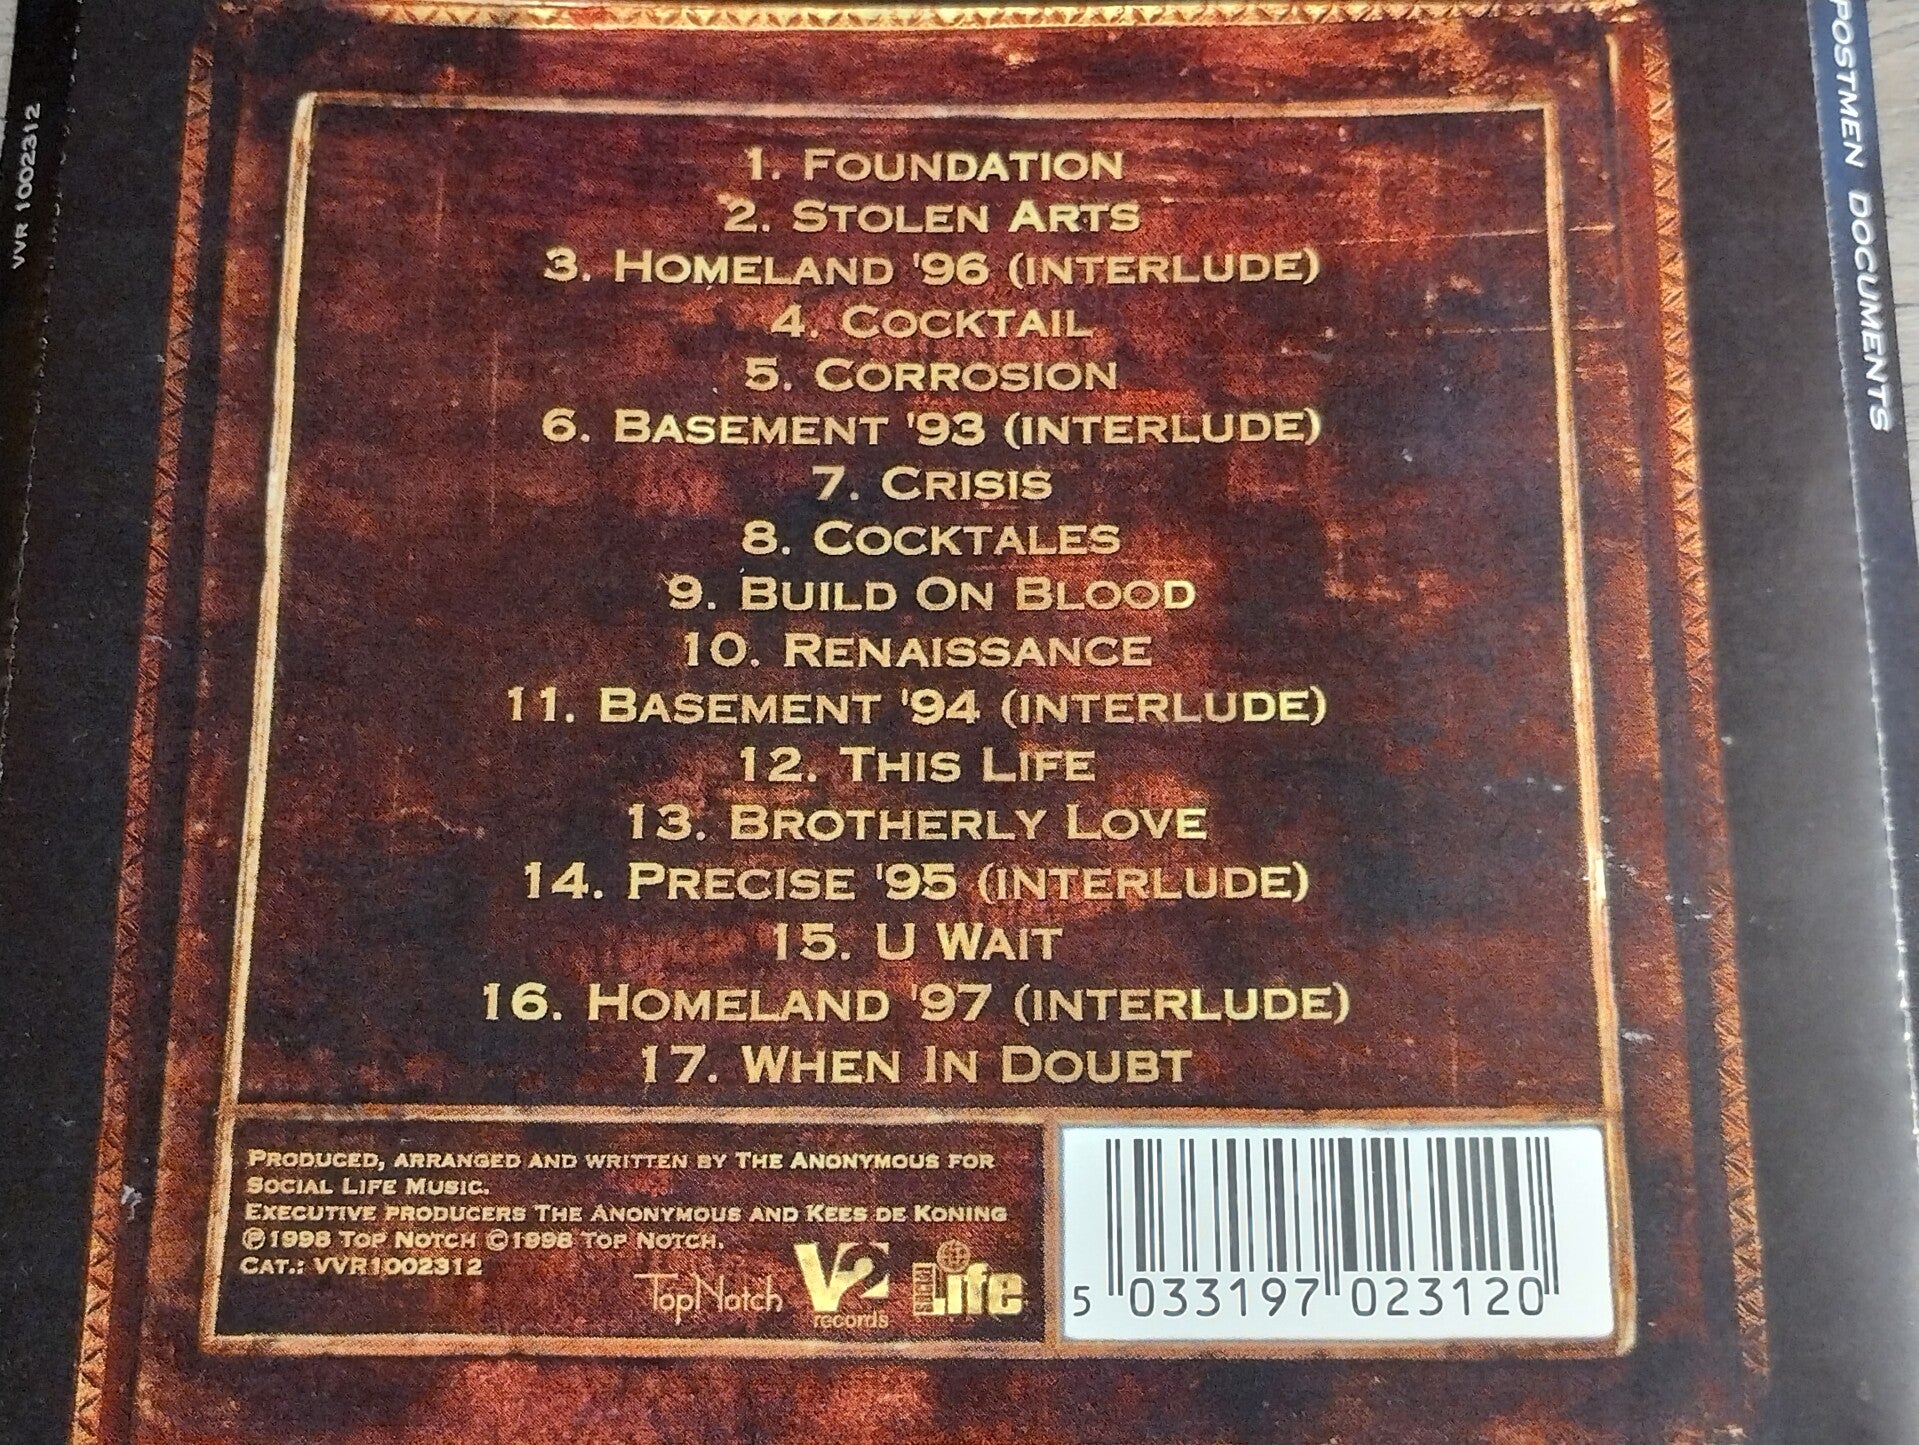 VVR 1002312
POSTMEN DOCUMENTS
1. FOUNDATION
2. STOLEN ARTS
3. HOMELAND '96 (INTERLUDE)
4. COCKTAIL
5. CORROSION
6. BASEMENT '93 (INTERLUDE)
7. CRISIS
8. COCKTALES
9. BUILD ON BLOOD
10. RENAISSANCE
11. BASEMENT '94 (INTERLUDE)
12. THIS LIFE
13. BROTHERLY LOVE
14. PRECISE '95 (INTERLUDE)
15. U WAIT
16. HOMELAND '97 (INTERLUDE)
17. WHEN IN DOUBT
PRODUCED, ARRANGED AND WRITTEN BY THE ANONYMOUS FOR
SOCIAL LIFE MUSIC.
EXECUTIVE PRODUCERS THE ANONYMOUS AND KEES DE KONING
℗1998 TOP NOTCH ©1998 TOP NOTCH.
CAT.: VVR1002312
TopNotch
V2
records
social Life
5 033197 023120